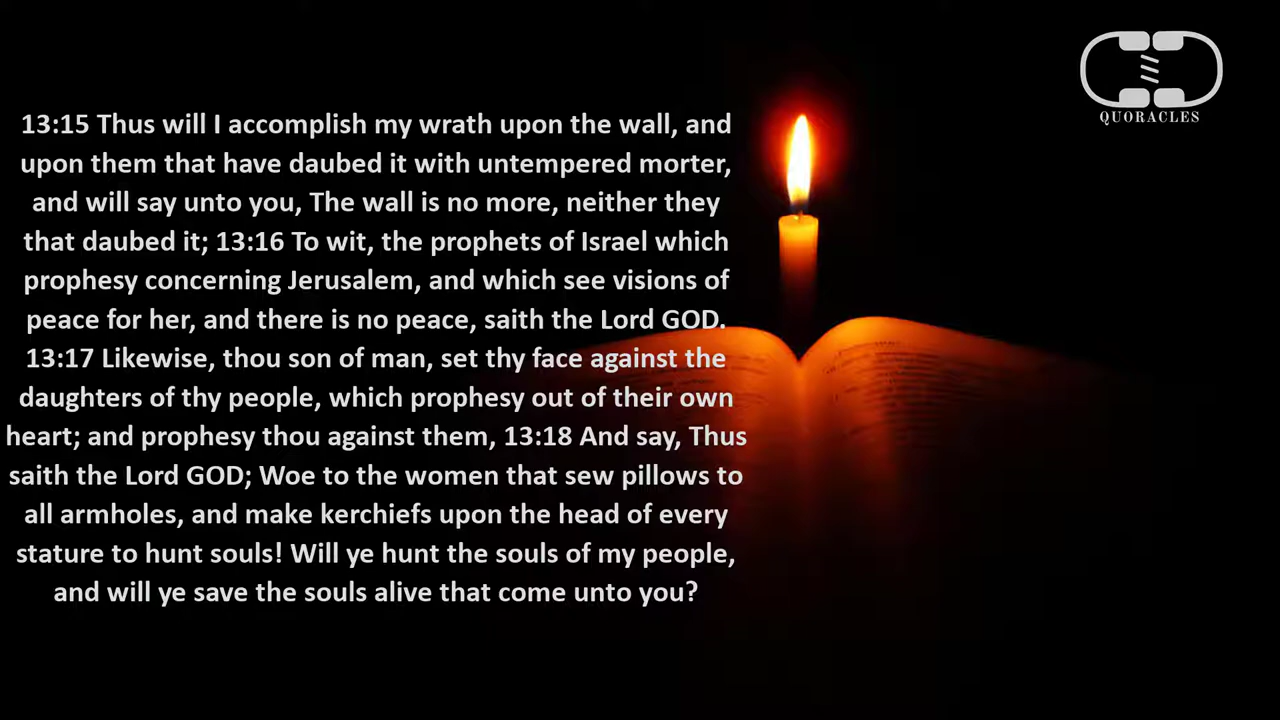 13:15 Thus will I accomplish my wrath upon the wall, and
upon them that have daubed it with untempered morter,
and will say unto you, The wall is no more, neither they
that daubed it; 13:16 To wit, the prophets of Israel which
prophesy concerning Jerusalem, and which see visions of
peace for her, and there is no peace, saith the Lord GOD.
13:17 Likewise, thou son of man, set thy face against the
daughters of thy people, which prophesy out of their own
heart; and prophesy thou against them, 13:18 And say, Thus
saith the Lord GOD; Woe to the women that sew pillows to
all armholes, and make kerchiefs upon the head of every
stature to hunt souls! Will ye hunt the souls of my people,
and will ye save the souls alive that come unto you?
QUORACLES